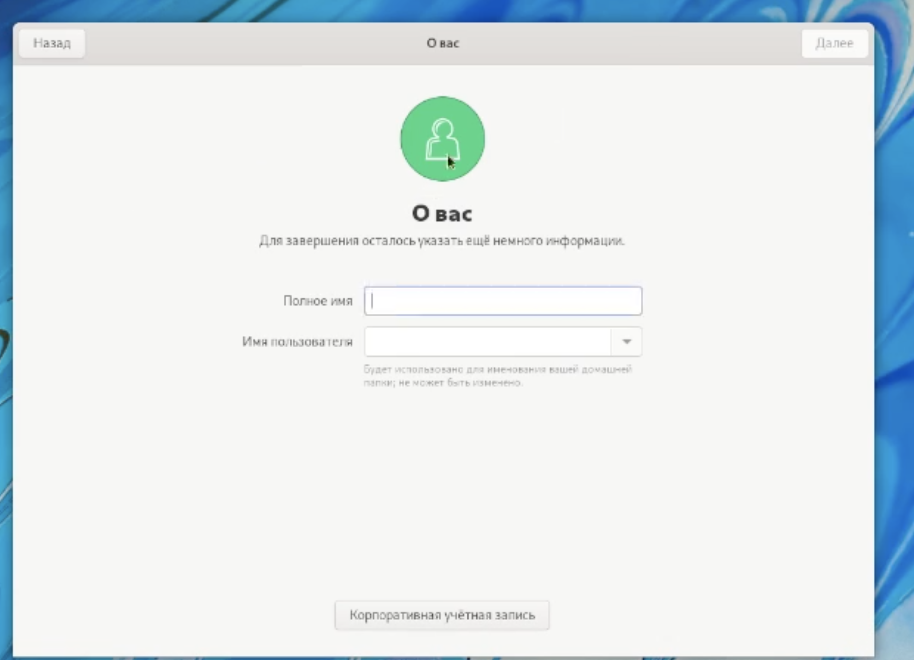 Назад
О вас
Далее
О вас
Для завершения осталось указать ещё немного информации.
Полное имя
Имя пользователя
Будет использовано для именования вашей домашней
папки; не может быть изменено.
Корпоративная учётная запись